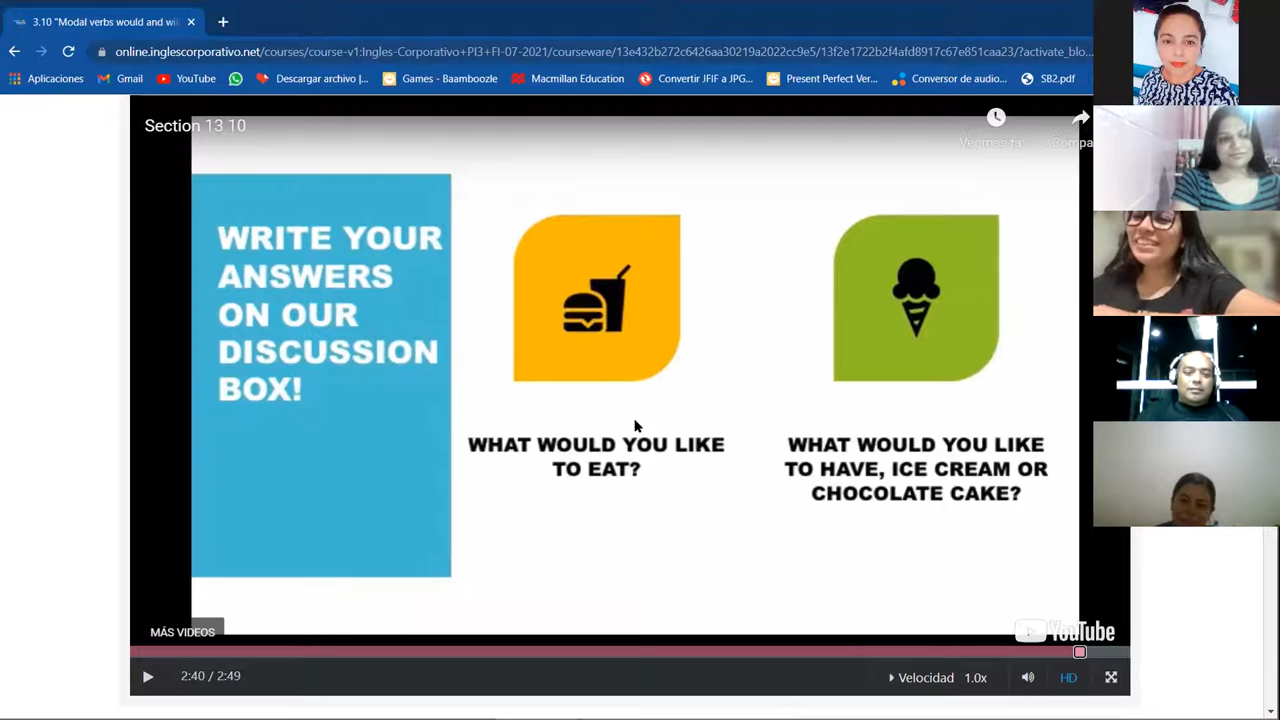 3.10 "Modal verbs would and wil
online.inglescorporativo.net/courses/course-v1:Ingles-Corporativo+PI3+FI-07-2021/courseware/13e432b272c6426aa30219a2022cc9e5/13f2e1722b2f4afd8917c67e851caa23/?activate_blo...
Aplicaciones
Gmail
YouTube
Descargar archivo |...
Games - Baamboozle
Macmillan Education
Convertir JFIF a JPG...
Present Perfect Ver...
Conversor de audio...
SB2.pdf
Section 13 10
WRITE YOUR
ANSWERS
ON OUR
DISCUSSION
BOX!
WHAT WOULD YOU LIKE
TO EAT?
WHAT WOULD YOU LIKE
TO HAVE, ICE CREAM OR
CHOCOLATE CAKE?
MÁS VIDEOS
YouTube
2:40 / 2:49
Velocidad 1.0x
HD